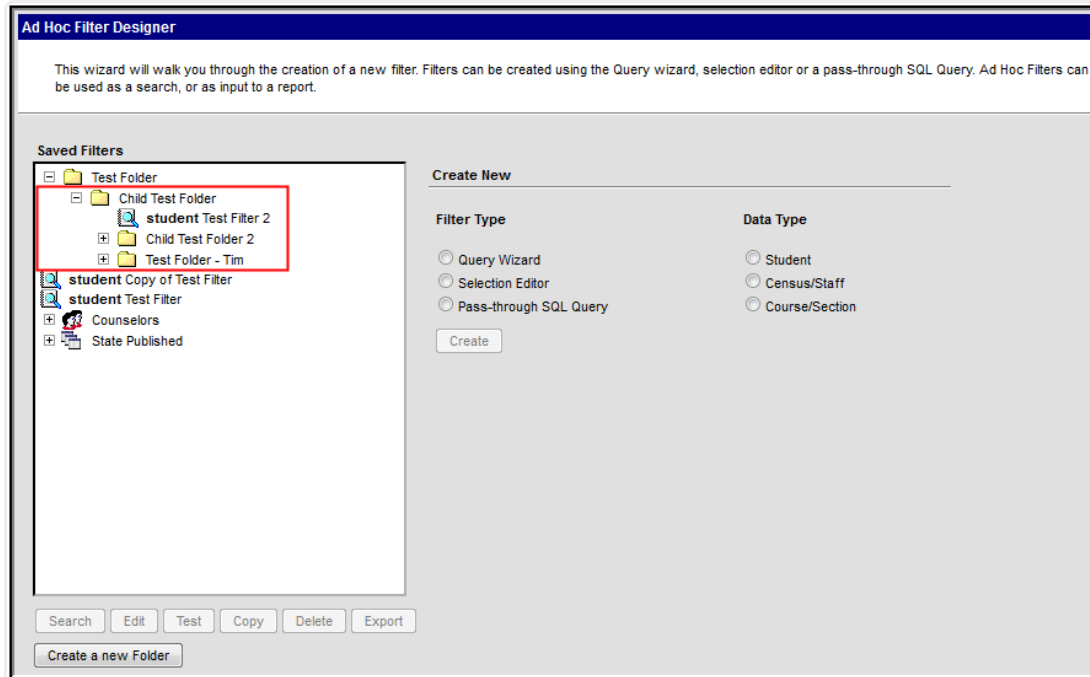 Ad Hoc Filter Designer
This wizard will walk you through the creation of a new filter. Filters can be created using the Query wizard, selection editor or a pass-through SQL Query. Ad Hoc Filters can
be used as a search, or as input to a report.
Saved Filters
Test Folder
Child Test Folder
student Test Filter 2
Child Test Folder 2
Test Folder - Tim
student Copy of Test Filter
student Test Filter
Counselors
State Published
Search Edit Test Copy Delete Export
Create a new Folder
Create New
Filter Type
Query Wizard
Selection Editor
Pass-through SQL Query
Create
Data Type
Student
Census/Staff
Course/Section